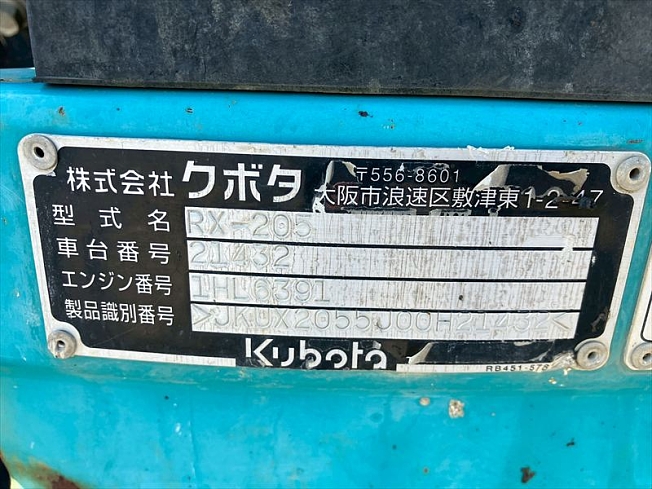 株式会社 クボタ 〒556-8601
大阪市浪速区敷津東1-2-47
型式名 RX-205
車台番号 21432
エンジン番号 1HL6391
製品識別番号 >JKUX2055J00H21432<
Kubota
RB451-578